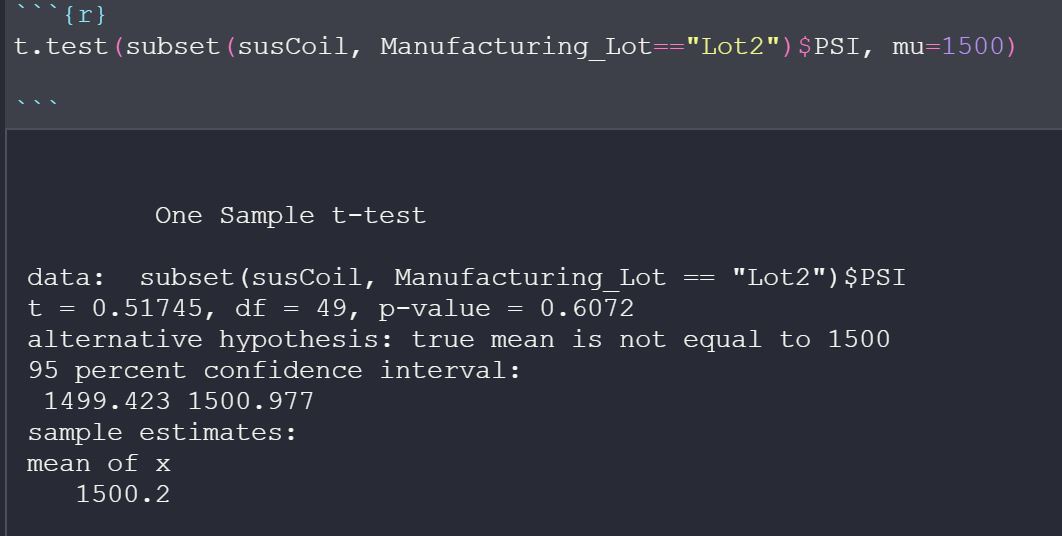 ```{r}
t.test(subset(susCoil, Manufacturing_Lot=="Lot2")$PSI, mu=1500)
```
One Sample t-test
data:  subset(susCoil, Manufacturing_Lot == "Lot2")$PSI
t = 0.51745, df = 49, p-value = 0.6072
alternative hypothesis: true mean is not equal to 1500
95 percent confidence interval:
1499.423 1500.977
sample estimates:
mean of x
1500.2